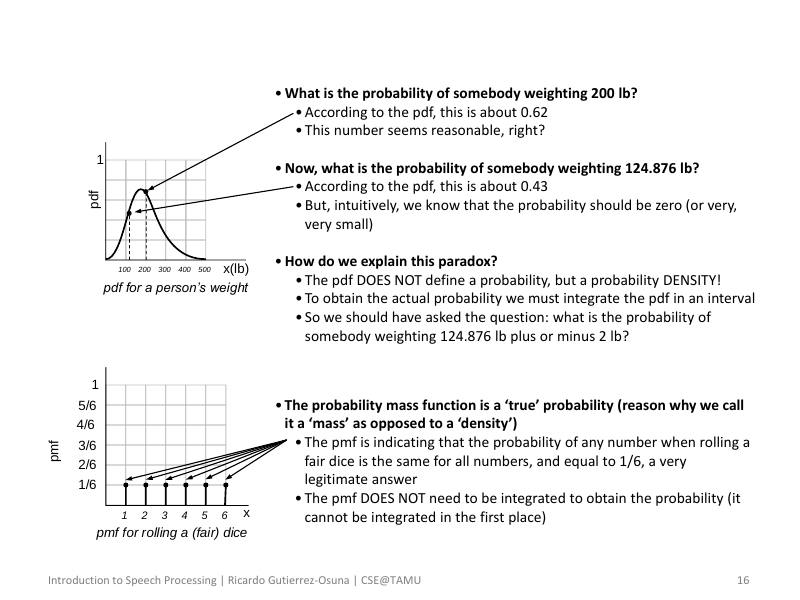 • What is the probability of somebody weighting 200 lb?
• According to the pdf, this is about 0.62
• This number seems reasonable, right?
• Now, what is the probability of somebody weighting 124.876 lb?
• According to the pdf, this is about 0.43
• But, intuitively, we know that the probability should be zero (or very,
very small)
• How do we explain this paradox?
• The pdf DOES NOT define a probability, but a probability DENSITY!
• To obtain the actual probability we must integrate the pdf in an interval
• So we should have asked the question: what is the probability of
somebody weighting 124.876 lb plus or minus 2 lb?
1
pdf
100 200 300 400 500 x(lb)
pdf for a person's weight
• The probability mass function is a ‘true’ probability (reason why we call
it a ‘mass’ as opposed to a ‘density’)
• The pmf is indicating that the probability of any number when rolling a
fair dice is the same for all numbers, and equal to 1/6, a very
legitimate answer
• The pmf DOES NOT need to be integrated to obtain the probability (it
cannot be integrated in the first place)
1
5/6
4/6
3/6
2/6
1/6
pmf
1 2 3 4 5 6 x
pmf for rolling a (fair) dice
Introduction to Speech Processing | Ricardo Gutierrez-Osuna | CSE@TAMU
16